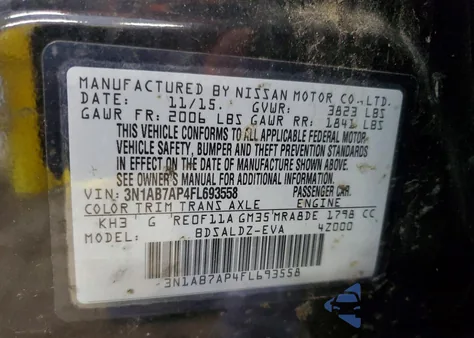 MANUFACTURED BY NISSAN MOTOR CO., LTD.
DATE: 11/15. GVWR: 3823 LBS
GAWR FR: 2006 LBS GAWR RR: 1841 LBS
THIS VEHICLE CONFORMS TO ALL APPLICABLE FEDERAL MOTOR
VEHICLE SAFETY, BUMPER AND THEFT PREVENTION STANDARDS
IN EFFECT ON THE DATE OF MANUFACTURE SHOWN ABOVE.
SEE OWNER'S MANUAL FOR ADDITIONAL INFORMATION
VIN: 3N1AB7AP4FL693558 PASSENGER CAR
COLOR TRIM TRANS AXLE ENGINE
KH3 G RE0F11A GM35 MRA8DE 1798 CC
MODEL: BDSALDZ-EVA 4Z000
3N1AB7AP4FL693558